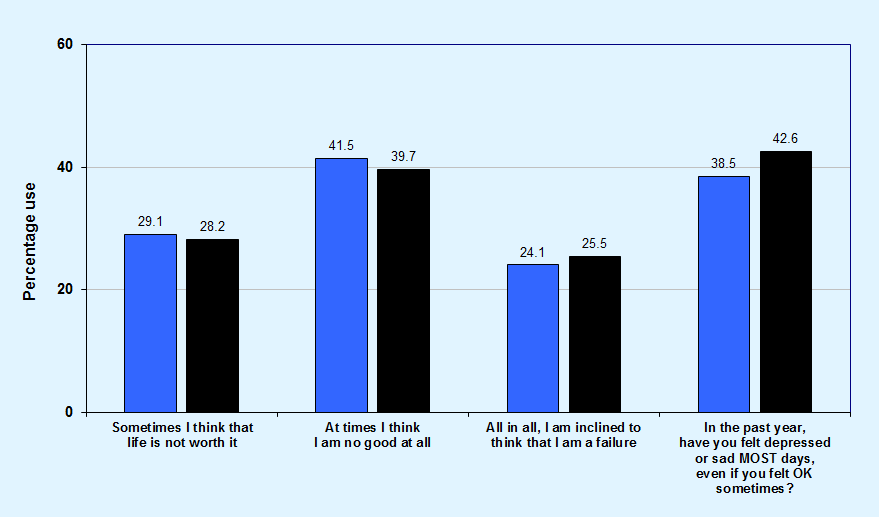 60
40
20
0
Percentage use
29.1
28.2
41.5
39.7
24.1
25.5
38.5
42.6
Sometimes I think that
life is not worth it
At times I think
I am no good at all
All in all, I am inclined to
think that I am a failure
In the past year,
have you felt depressed
or sad MOST days,
even if you felt OK
sometimes?